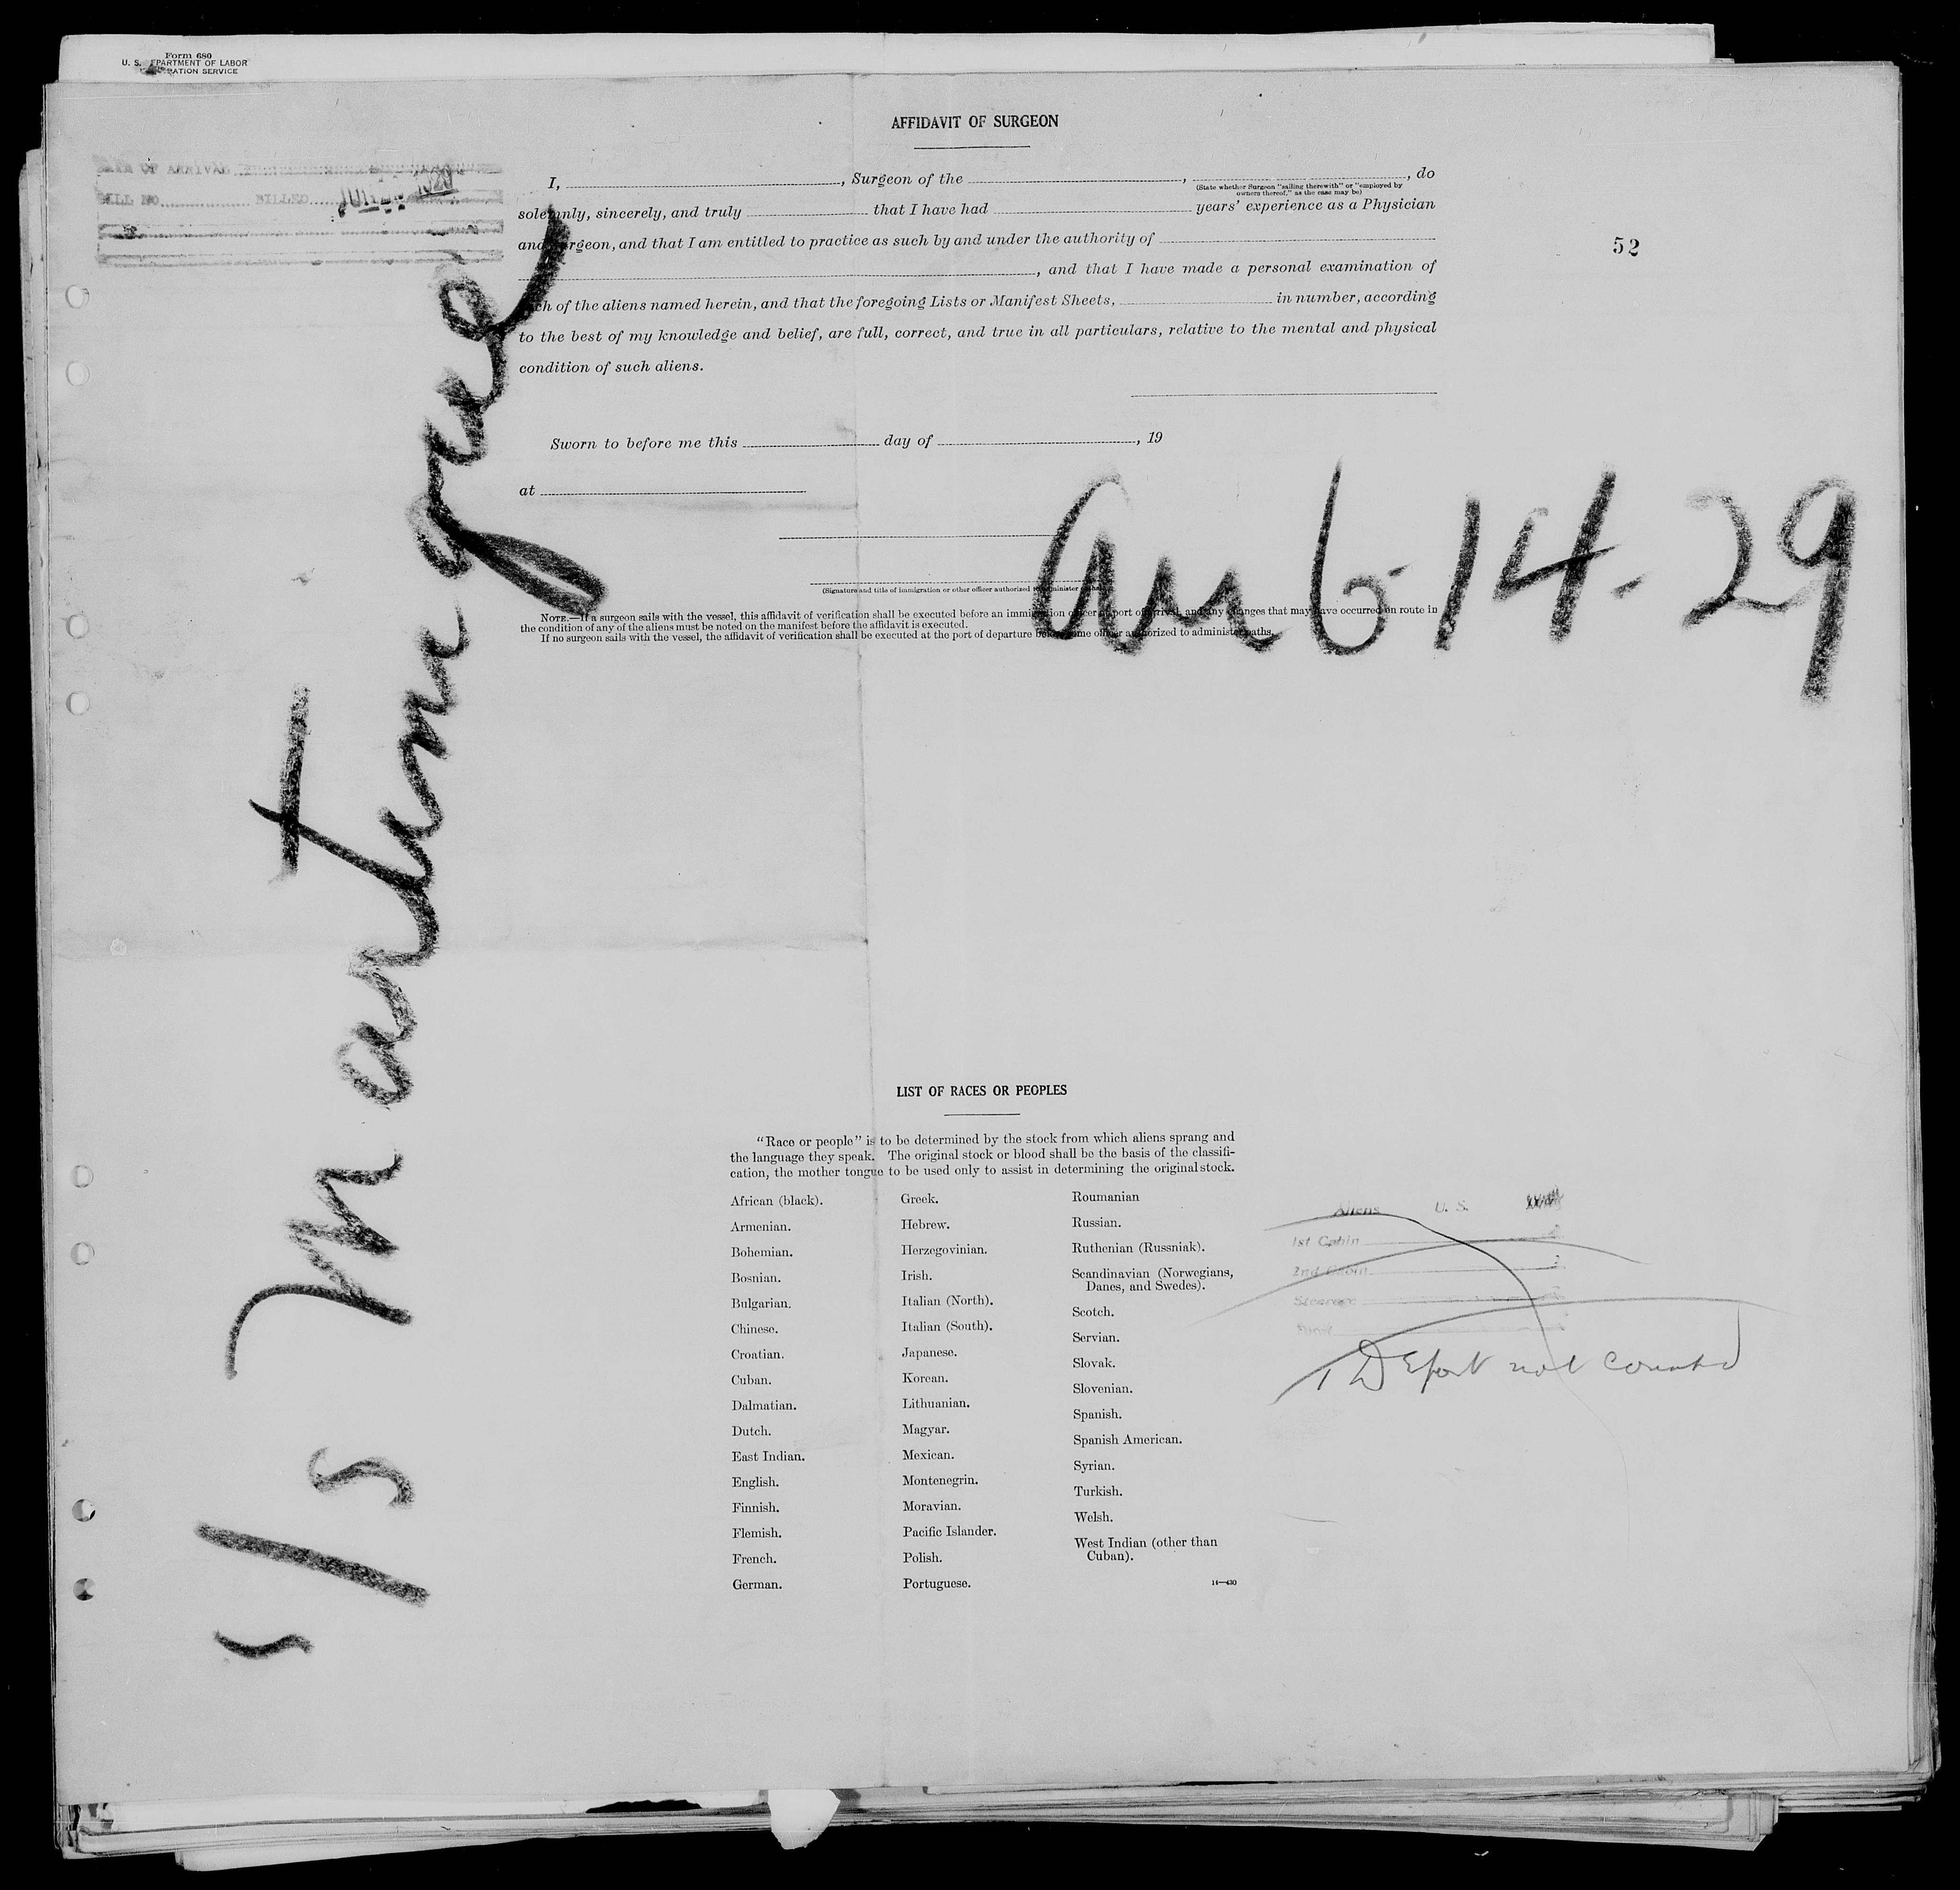 Form 680
U. S. DEPARTMENT OF LABOR
IMMIGRATION SERVICE
AFFIDAVIT OF SURGEON
DATE OF ARRIVAL
BILL NO. BILLED
I, , Surgeon of the , , do
(State whether Surgeon "sailing therewith" or "employed by
owners thereof," as the case may be)
solemnly, sincerely, and truly that I have had years' experience as a Physician
and Surgeon, and that I am entitled to practice as such by and under the authority of
52
, and that I have made a personal examination of
each of the aliens named herein, and that the foregoing Lists or Manifest Sheets, in number, according
to the best of my knowledge and belief, are full, correct, and true in all particulars, relative to the mental and physical
condition of such aliens.
Sworn to before me this day of , 19
at
(Signature and title of immigration or other officer authorized to administer oaths)
NOTE.—If a surgeon sails with the vessel, this affidavit of verification shall be executed before an immigration officer at port of arrival, and any changes that may have occurred en route in
the condition of any of the aliens must be noted on the manifest before the affidavit is executed.
If no surgeon sails with the vessel, the affidavit of verification shall be executed at the port of departure before some officer authorized to administer oaths.
6-14-29
S/S
LIST OF RACES OR PEOPLES
"Race or people" is to be determined by the stock from which aliens sprang and
the language they speak. The original stock or blood shall be the basis of the classifi-
cation, the mother tongue to be used only to assist in determining the original stock.
African (black).
Armenian.
Bohemian.
Bosnian.
Bulgarian.
Chinese.
Croatian.
Cuban.
Dalmatian.
Dutch.
East Indian.
English.
Finnish.
Flemish.
French.
German.
Greek.
Hebrew.
Herzegovinian.
Irish.
Italian (North).
Italian (South).
Japanese.
Korean.
Lithuanian.
Magyar.
Mexican.
Montenegrin.
Moravian.
Pacific Islander.
Polish.
Portuguese.
Roumanian
Russian.
Ruthenian (Russniak).
Scandinavian (Norwegians,
Danes, and Swedes).
Scotch.
Servian.
Slovak.
Slovenian.
Spanish.
Spanish American.
Syrian.
Turkish.
Welsh.
West Indian (other than
Cuban).
14—430
Aliens U. S.
1st Cabin
2nd Cabin
Steerage
1 Deport not counted